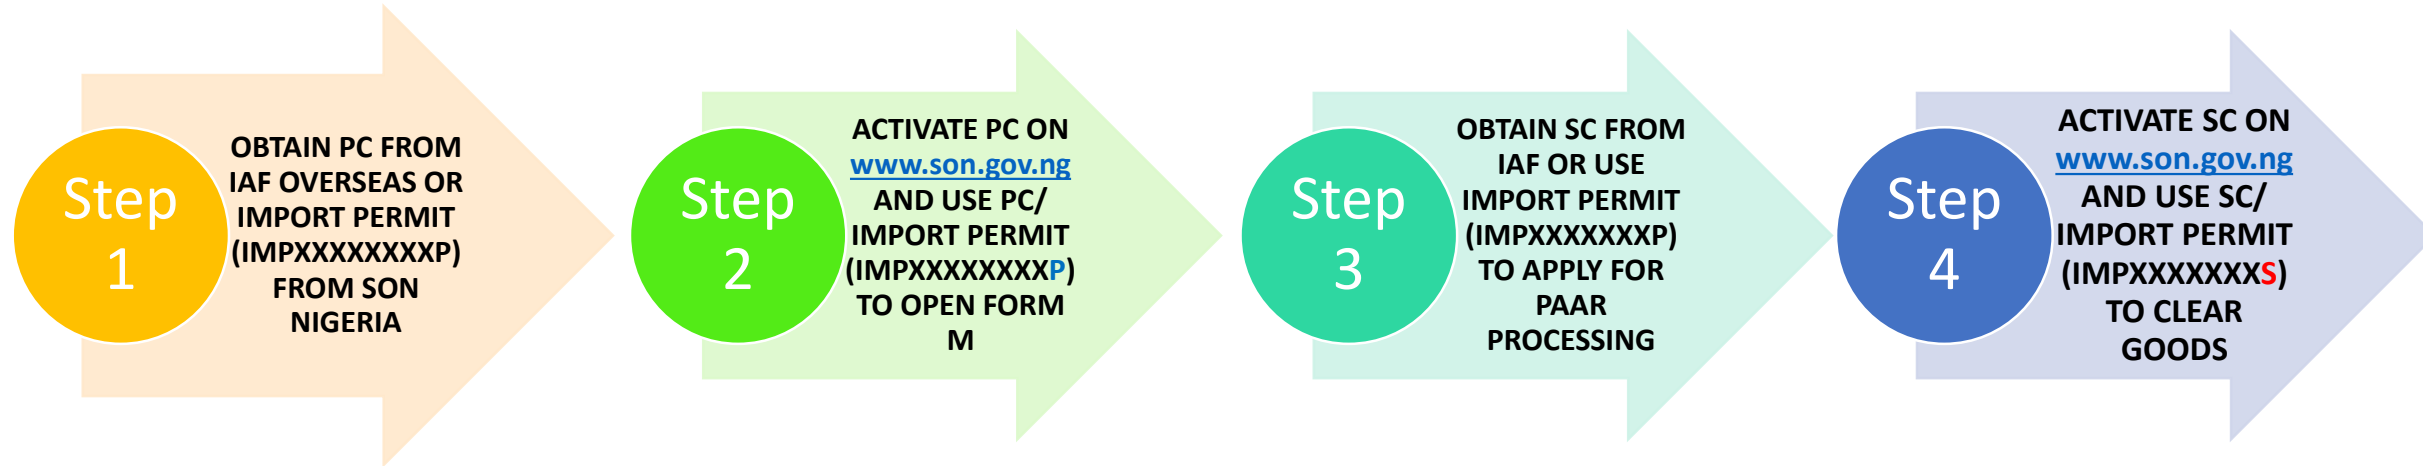 Step
1
OBTAIN PC FROM
IAF OVERSEAS OR
IMPORT PERMIT
(IMPXXXXXXXXP)
FROM SON
NIGERIA
Step
2
ACTIVATE PC ON
www.son.gov.ng
AND USE PC/
IMPORT PERMIT
(IMPXXXXXXXXP)
TO OPEN FORM
M
Step
3
OBTAIN SC FROM
IAF OR USE
IMPORT PERMIT
(IMPXXXXXXXP)
TO APPLY FOR
PAAR
PROCESSING
Step
4
ACTIVATE SC ON
www.son.gov.ng
AND USE SC/
IMPORT PERMIT
(IMPXXXXXXXS)
TO CLEAR
GOODS